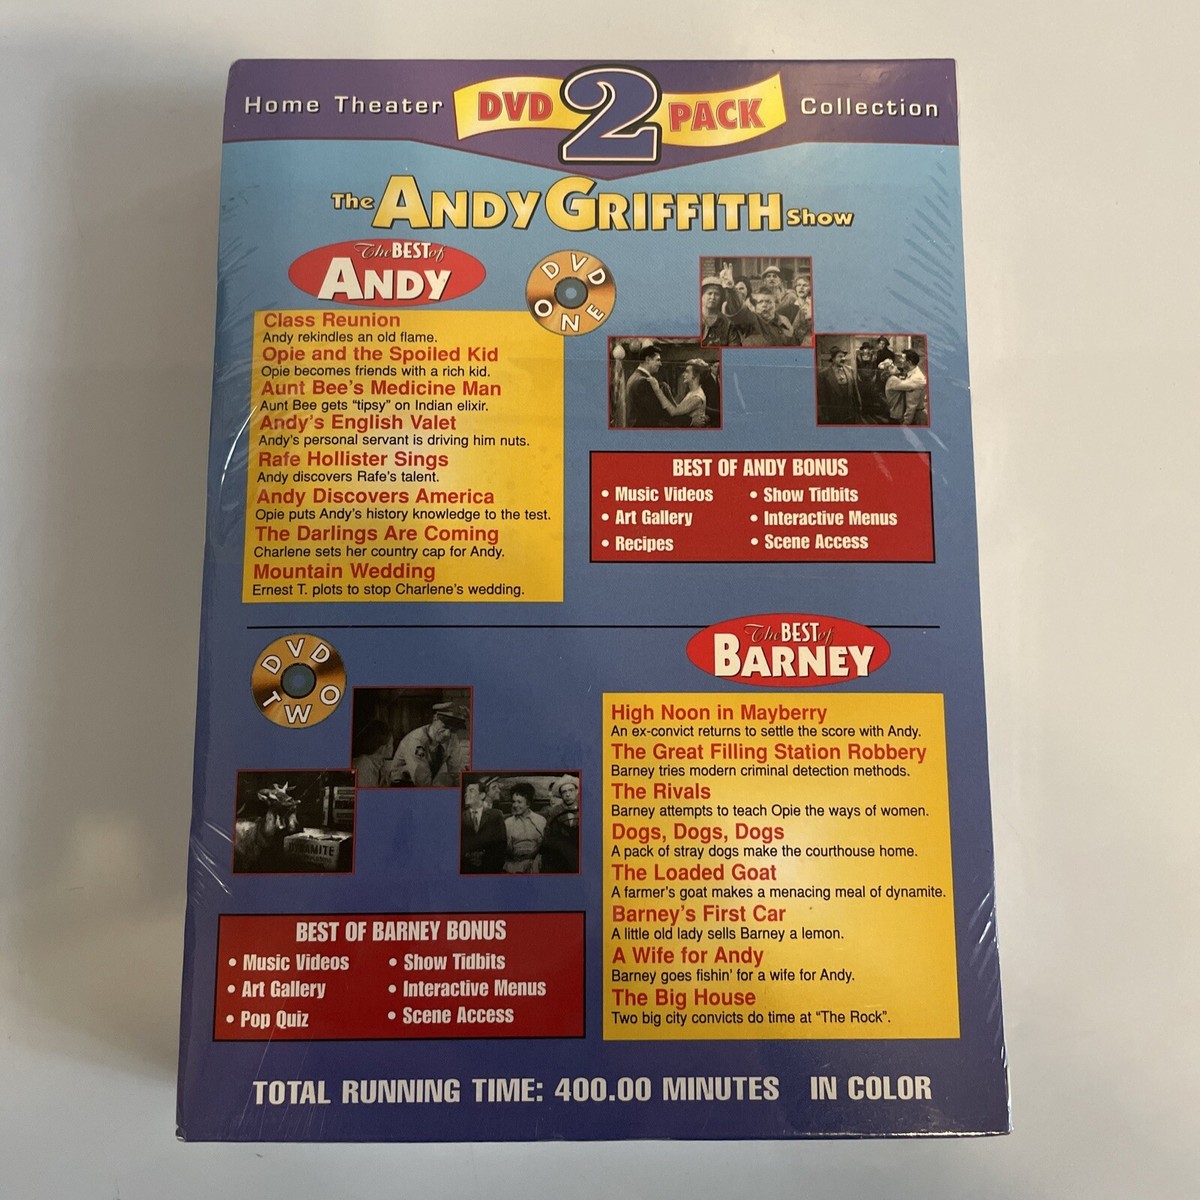 Home Theater DVD 2 PACK Collection
The ANDY GRIFFITH Show
The BEST of
ANDY
DVD ONE
Class Reunion
Andy rekindles an old flame.
Opie and the Spoiled Kid
Opie becomes friends with a rich kid.
Aunt Bee's Medicine Man
Aunt Bee gets "tipsy" on Indian elixir.
Andy's English Valet
Andy's personal servant is driving him nuts.
Rafe Hollister Sings
Andy discovers Rafe's talent.
Andy Discovers America
Opie puts Andy's history knowledge to the test.
The Darlings Are Coming
Charlene sets her country cap for Andy.
Mountain Wedding
Ernest T. plots to stop Charlene's wedding.
BEST OF ANDY BONUS
• Music Videos
• Art Gallery
• Recipes
• Show Tidbits
• Interactive Menus
• Scene Access
DVD TWO
The BEST of
BARNEY
High Noon in Mayberry
An ex-convict returns to settle the score with Andy.
The Great Filling Station Robbery
Barney tries modern criminal detection methods.
The Rivals
Barney attempts to teach Opie the ways of women.
Dogs, Dogs, Dogs
A pack of stray dogs make the courthouse home.
The Loaded Goat
A farmer's goat makes a menacing meal of dynamite.
Barney's First Car
A little old lady sells Barney a lemon.
A Wife for Andy
Barney goes fishin' for a wife for Andy.
The Big House
Two big city convicts do time at "The Rock".
DYNAMITE
BEST OF BARNEY BONUS
• Music Videos
• Art Gallery
• Pop Quiz
• Show Tidbits
• Interactive Menus
• Scene Access
TOTAL RUNNING TIME: 400.00 MINUTES IN COLOR